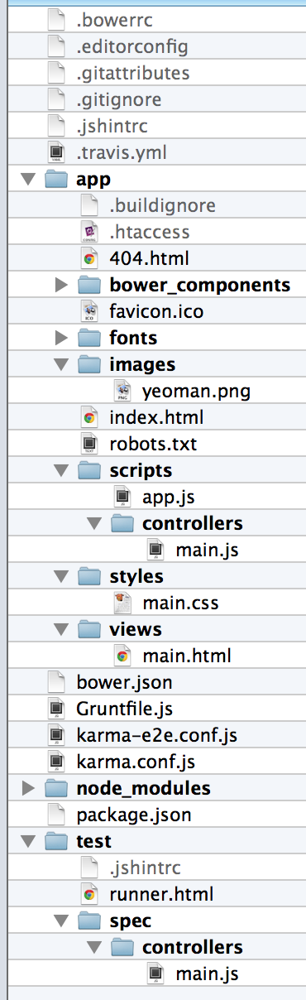 .bowerrc
.editorconfig
.gitattributes
.gitignore
.jshintrc
.travis.yml
app
.buildignore
.htaccess
404.html
bower_components
favicon.ico
fonts
images
yeoman.png
index.html
robots.txt
scripts
app.js
controllers
main.js
styles
main.css
views
main.html
bower.json
Gruntfile.js
karma-e2e.conf.js
karma.conf.js
node_modules
package.json
test
.jshintrc
runner.html
spec
controllers
main.js